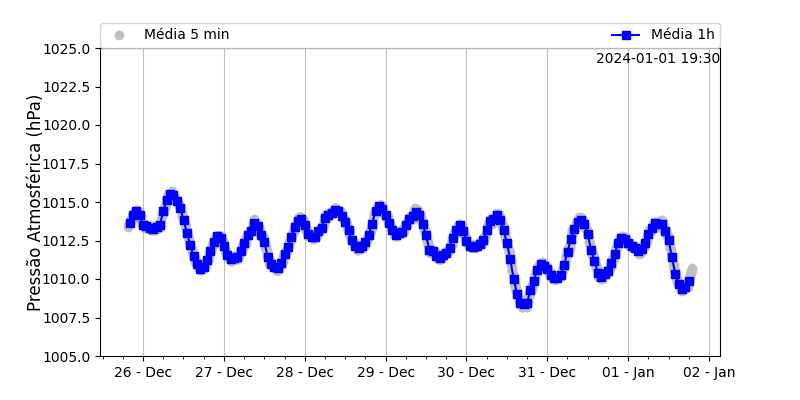 Média 5 min
Média 1h
2024-01-01 19:30
Pressão Atmosférica (hPa)
1025.0
1022.5
1020.0
1017.5
1015.0
1012.5
1010.0
1007.5
1005.0
26 - Dec
27 - Dec
28 - Dec
29 - Dec
30 - Dec
31 - Dec
01 - Jan
02 - Jan